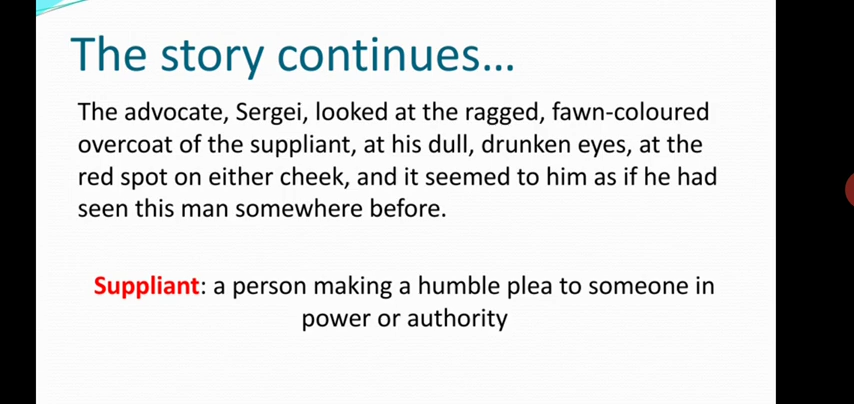 The story continues...
The advocate, Sergei, looked at the ragged, fawn-coloured
overcoat of the suppliant, at his dull, drunken eyes, at the
red spot on either cheek, and it seemed to him as if he had
seen this man somewhere before.
Suppliant: a person making a humble plea to someone in
power or authority